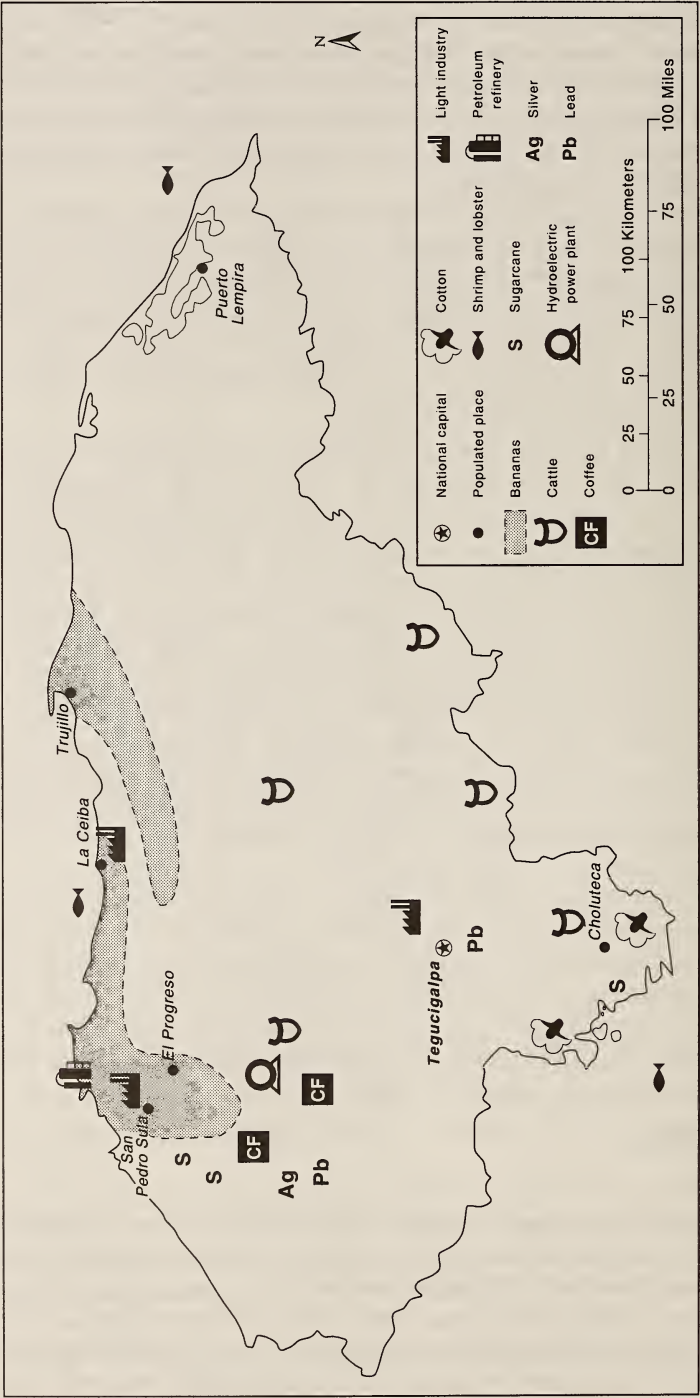 N
Trujillo
La Ceiba
Puerto
Lempira
San
Pedro Sula
El Progreso
S
S
CF
CF
Ag
Pb
Tegucigalpa
Pb
Choluteca
S
National capital
Populated place
Bananas
Cattle
CF Coffee
Cotton
Shrimp and lobster
S Sugarcane
Hydroelectric
power plant
Light industry
Petroleum
refinery
Ag Silver
Pb Lead
0 25 50 75 100 Kilometers
0 25 50 75 100 Miles